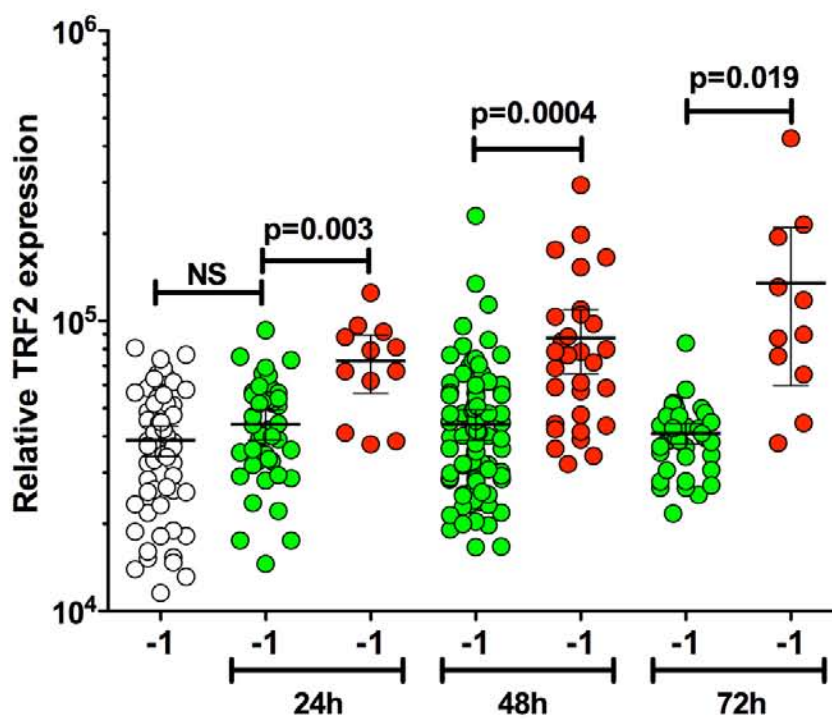 10⁶
p=0.019
p=0.0004
p=0.003
NS
10⁵
Relative TRF2 expression
10⁴
-1 -1 -1 -1 -1 -1 -1
24h 48h 72h